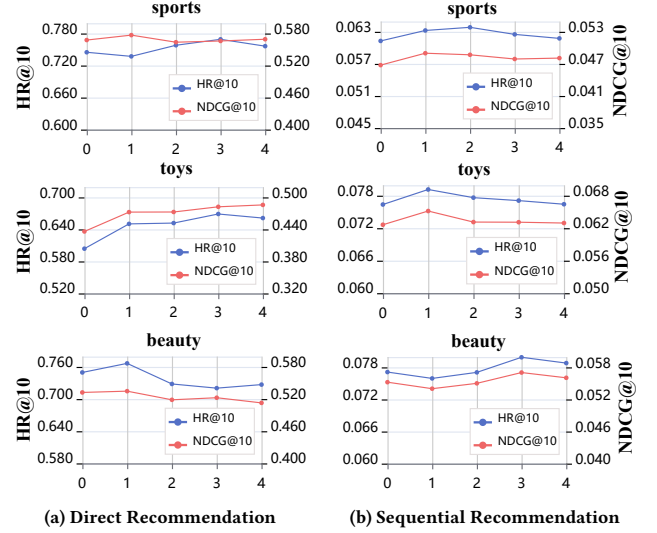 sports
HR@10
0.780
0.720
0.660
0.600
0.580
0.520
0.460
0.400
HR@10
NDCG@10
0 1 2 3 4
sports
0.063
0.057
0.051
0.045
0.053
0.047
0.041
0.035
NDCG@10
HR@10
NDCG@10
0 1 2 3 4
toys
HR@10
0.700
0.640
0.580
0.520
0.500
0.440
0.380
0.320
HR@10
NDCG@10
0 1 2 3 4
toys
0.078
0.072
0.066
0.060
0.068
0.062
0.056
0.050
NDCG@10
HR@10
NDCG@10
0 1 2 3 4
beauty
HR@10
0.760
0.700
0.640
0.580
0.580
0.520
0.460
0.400
HR@10
NDCG@10
0 1 2 3 4
beauty
0.078
0.072
0.066
0.060
0.058
0.052
0.046
0.040
NDCG@10
HR@10
NDCG@10
0 1 2 3 4
(a) Direct Recommendation
(b) Sequential Recommendation